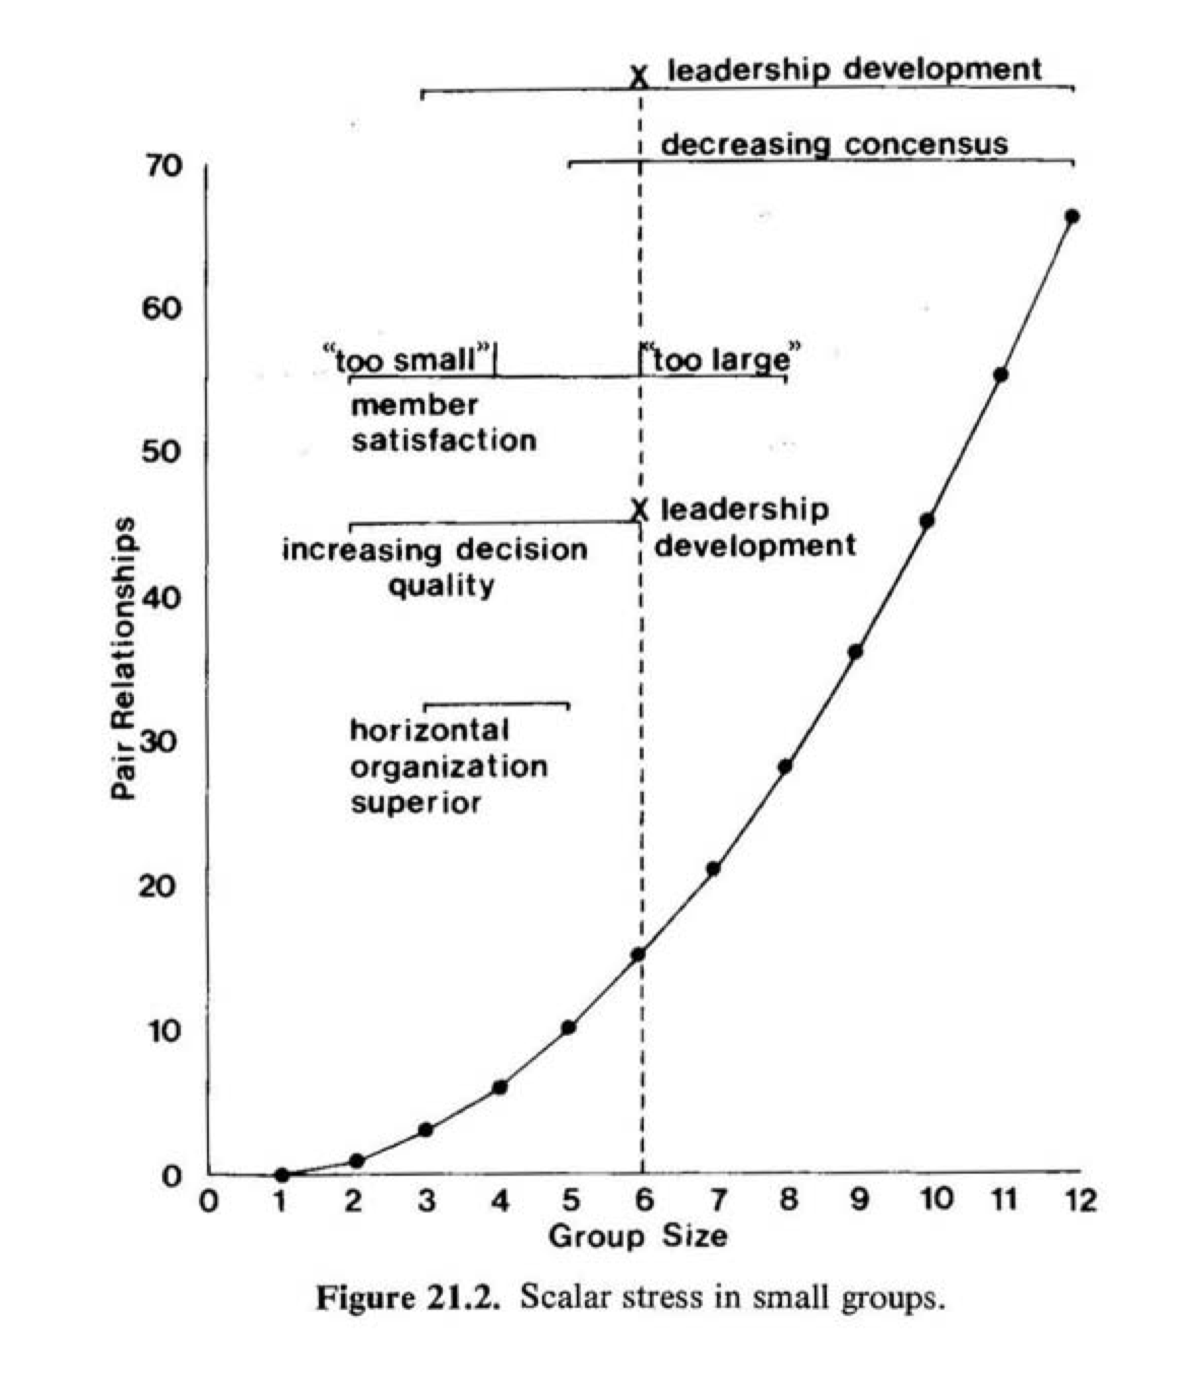 X leadership development
decreasing concensus
70
60
“too small”
“too large”
member
satisfaction
50
X leadership
development
increasing decision
quality
40
Pair Relationships
30
horizontal
organization
superior
20
10
0
0 1 2 3 4 5 6 7 8 9 10 11 12
Group Size
Figure 21.2. Scalar stress in small groups.